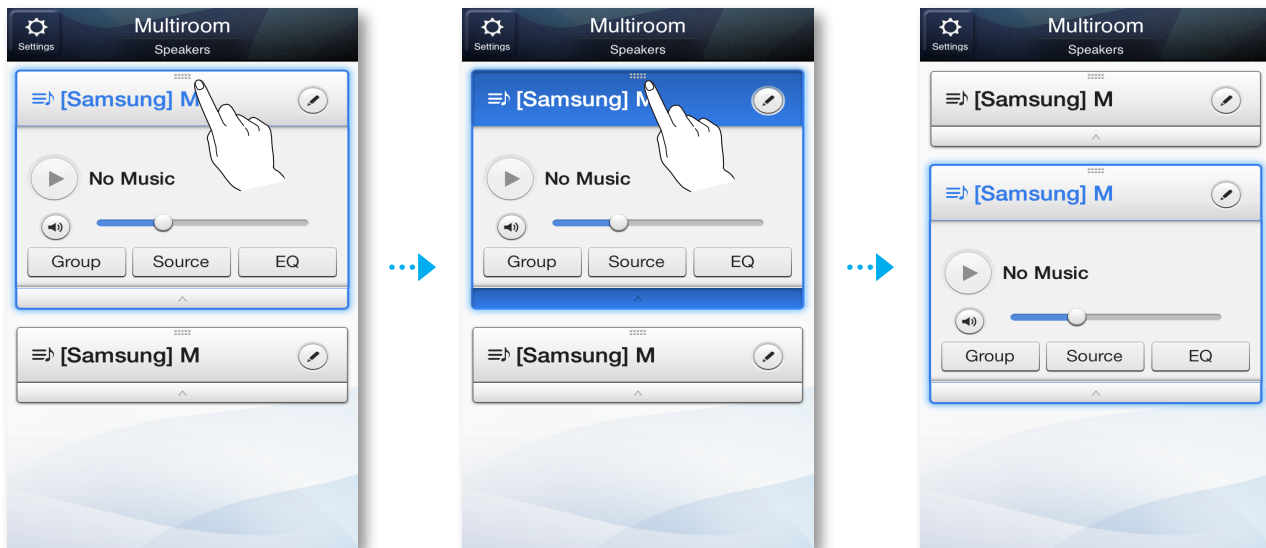 Multiroom
Settings
Speakers
[Samsung] M
No Music
Group Source EQ
[Samsung] M
Multiroom
Settings
Speakers
[Samsung] M
No Music
Group Source EQ
[Samsung] M
Multiroom
Settings
Speakers
[Samsung] M
[Samsung] M
No Music
Group Source EQ